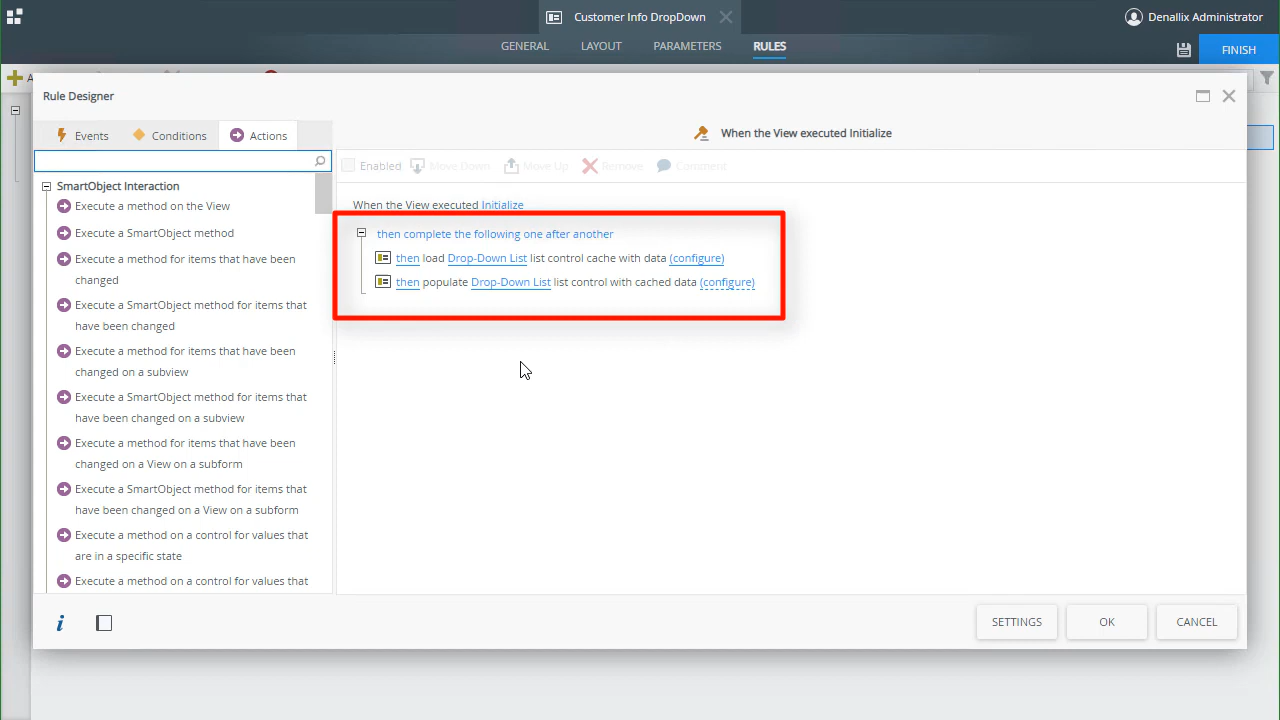 Customer Info DropDown
Denallix Administrator
GENERAL
LAYOUT
PARAMETERS
RULES
FINISH
A
Rule Designer
Events
Conditions
Actions
When the View executed Initialize
Enabled
Move Down
Move Up
Remove
Comment
SmartObject Interaction
Execute a method on the View
Execute a SmartObject method
Execute a method for items that have been
changed
Execute a SmartObject method for items that
have been changed
Execute a method for items that have been
changed on a subview
Execute a SmartObject method for items that
have been changed on a subview
Execute a method for items that have been
changed on a View on a subform
Execute a SmartObject method for items that
have been changed on a View on a subform
Execute a method on a control for values that
are in a specific state
Execute a method on a control for values that
When the View executed Initialize
then complete the following one after another
then load Drop-Down List list control cache with data (configure)
then populate Drop-Down List list control with cached data (configure)
i
SETTINGS
OK
CANCEL